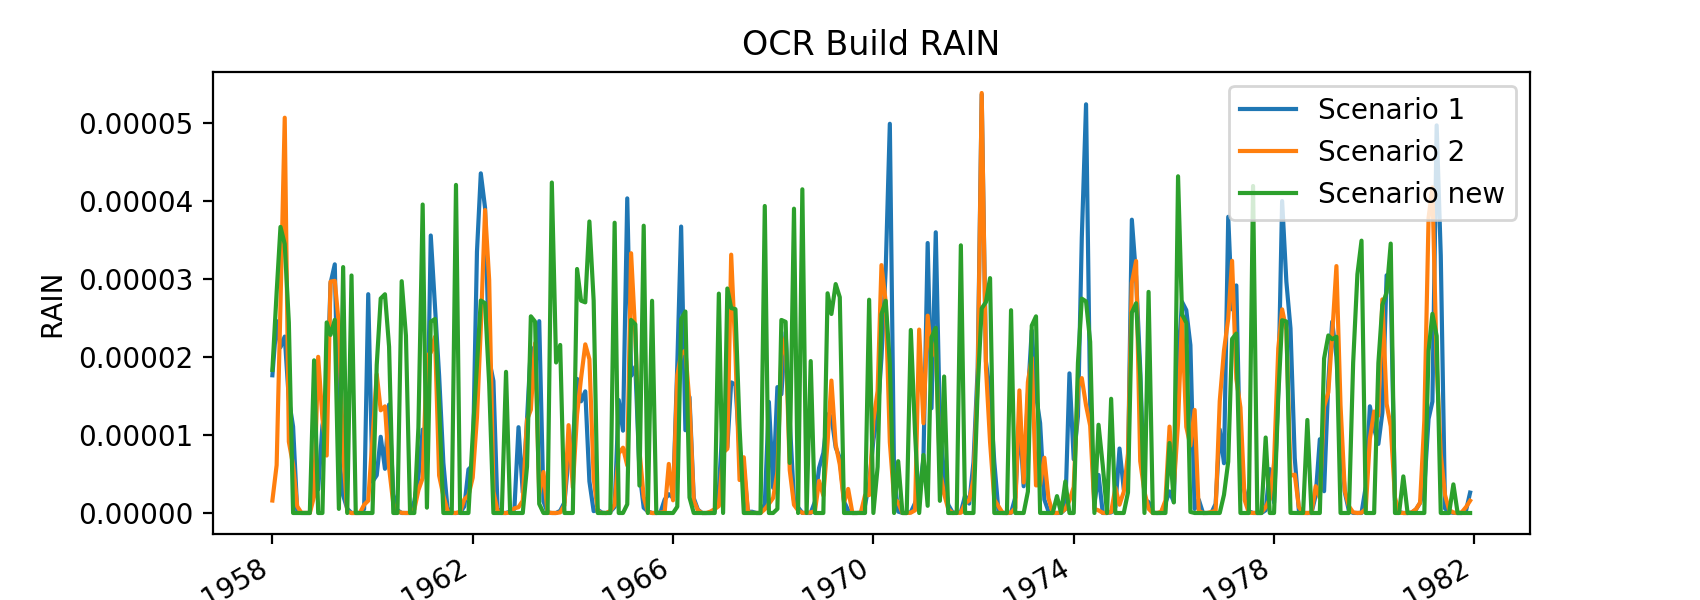 OCR Build RAIN
Scenario 1
Scenario 2
Scenario new
RAIN
0.00005
0.00004
0.00003
0.00002
0.00001
0.00000
1958 1962 1966 1970 1974 1978 1982